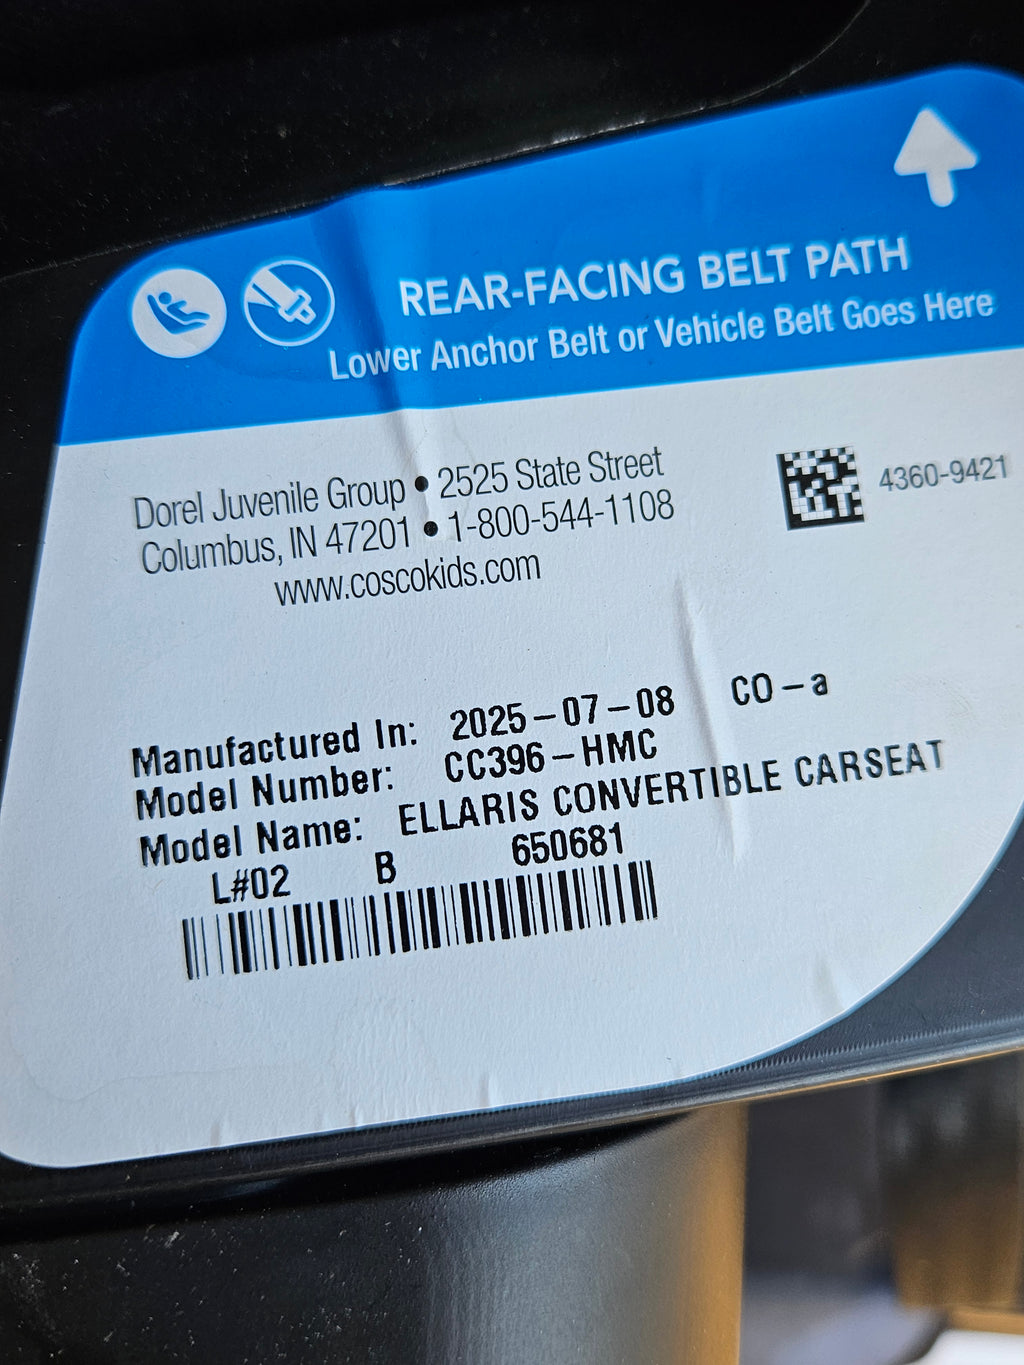 REAR-FACING BELT PATH
Lower Anchor Belt or Vehicle Belt Goes Here
Dorel Juvenile Group • 2525 State Street
Columbus, IN 47201 • 1-800-544-1108
www.coscokids.com
4360-9421
Manufactured In: 2025-07-08 CO-a
Model Number: CC396-HMC
Model Name: ELLARIS CONVERTIBLE CARSEAT
L#02 B 650681